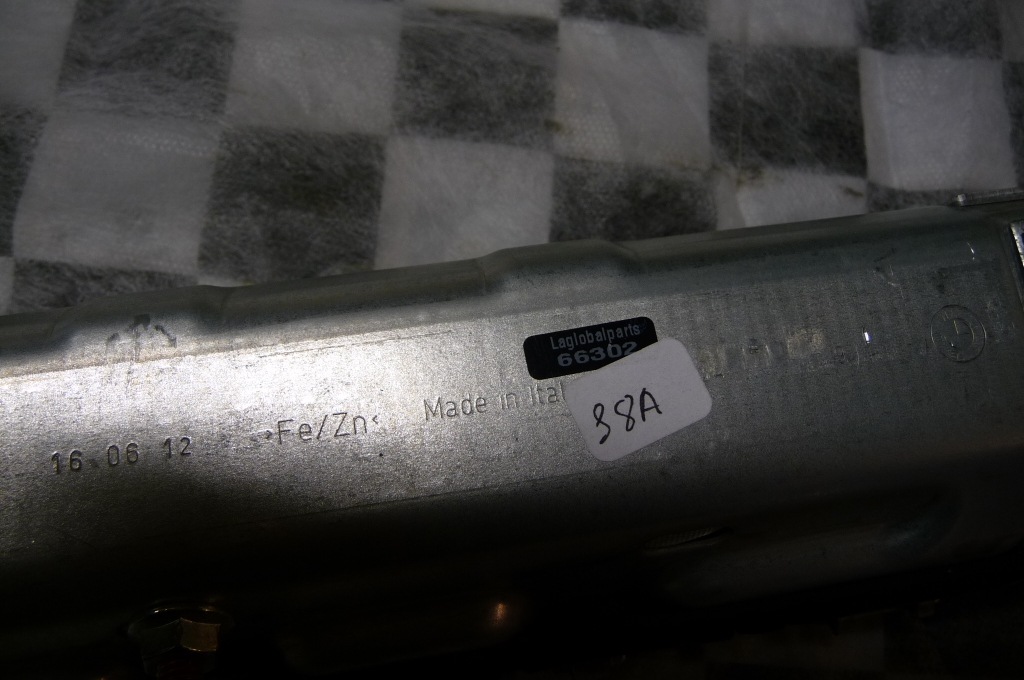 Laglobalparts
66302
88A
Made in Ital
>Fe/Zn<
16 06 12